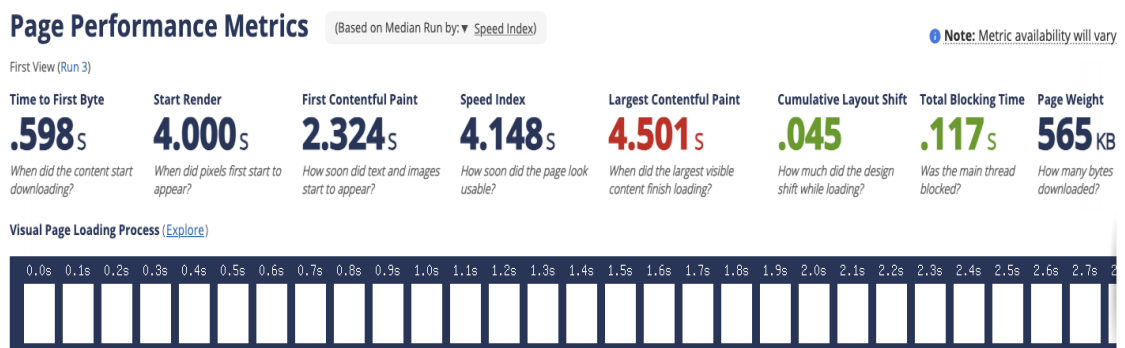 Page Performance Metrics (Based on Median Run by:▼ Speed Index)
Note: Metric availability will vary
First View (Run 3)
Time to First Byte Start Render First Contentful Paint Speed Index Largest Contentful Paint Cumulative Layout Shift Total Blocking Time Page Weight
.598 S 4.000 S 2.324 S 4.148 S 4.501 S .045 .117 S 565 KB
When did the content start When did pixels first start to How soon did text and images How soon did the page look When did the largest visible How much did the design Was the main thread How many bytes
downloading? appear? start to appear? usable? content finish loading? shift while loading? blocked? downloaded?
Visual Page Loading Process (Explore)
0.0s 0.1s 0.2s 0.3s 0.4s 0.5s 0.6s 0.7s 0.8s 0.9s 1.0s 1.1s 1.2s 1.3s 1.4s 1.5s 1.6s 1.7s 1.8s 1.9s 2.0s 2.1s 2.2s 2.3s 2.4s 2.5s 2.6s 2.7s